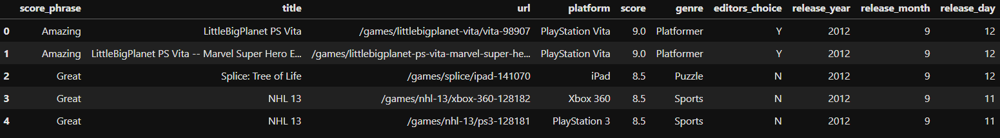 score_phrase title url platform score genre editors_choice release_year release_month release_day
0 Amazing LittleBigPlanet PS Vita /games/littlebigplanet-vita/vita-98907 PlayStation Vita 9.0 Platformer Y 2012 9 12
1 Amazing LittleBigPlanet PS Vita -- Marvel Super Hero E... /games/littlebigplanet-ps-vita-marvel-super-he... PlayStation Vita 9.0 Platformer Y 2012 9 12
2 Great Splice: Tree of Life /games/splice/ipad-141070 iPad 8.5 Puzzle N 2012 9 12
3 Great NHL 13 /games/nhl-13/xbox-360-128182 Xbox 360 8.5 Sports N 2012 9 11
4 Great NHL 13 /games/nhl-13/ps3-128181 PlayStation 3 8.5 Sports N 2012 9 11